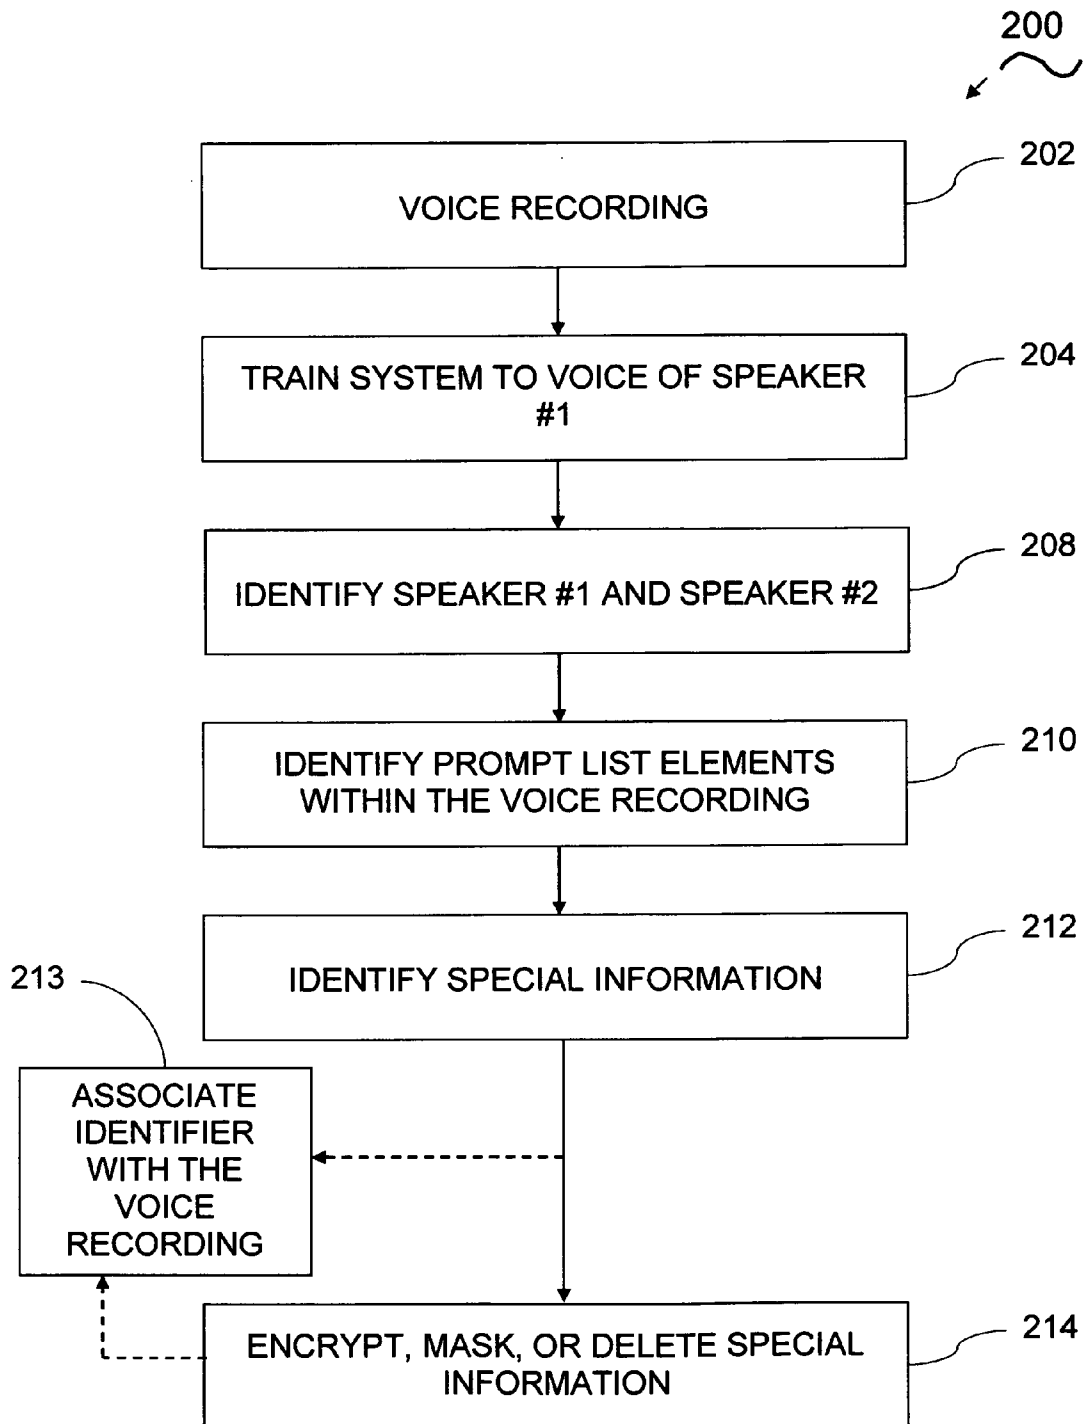 200
202
VOICE RECORDING
204
TRAIN SYSTEM TO VOICE OF SPEAKER
#1
208
IDENTIFY SPEAKER #1 AND SPEAKER #2
210
IDENTIFY PROMPT LIST ELEMENTS
WITHIN THE VOICE RECORDING
212
IDENTIFY SPECIAL INFORMATION
213
ASSOCIATE
IDENTIFIER
WITH THE
VOICE
RECORDING
214
ENCRYPT, MASK, OR DELETE SPECIAL
INFORMATION